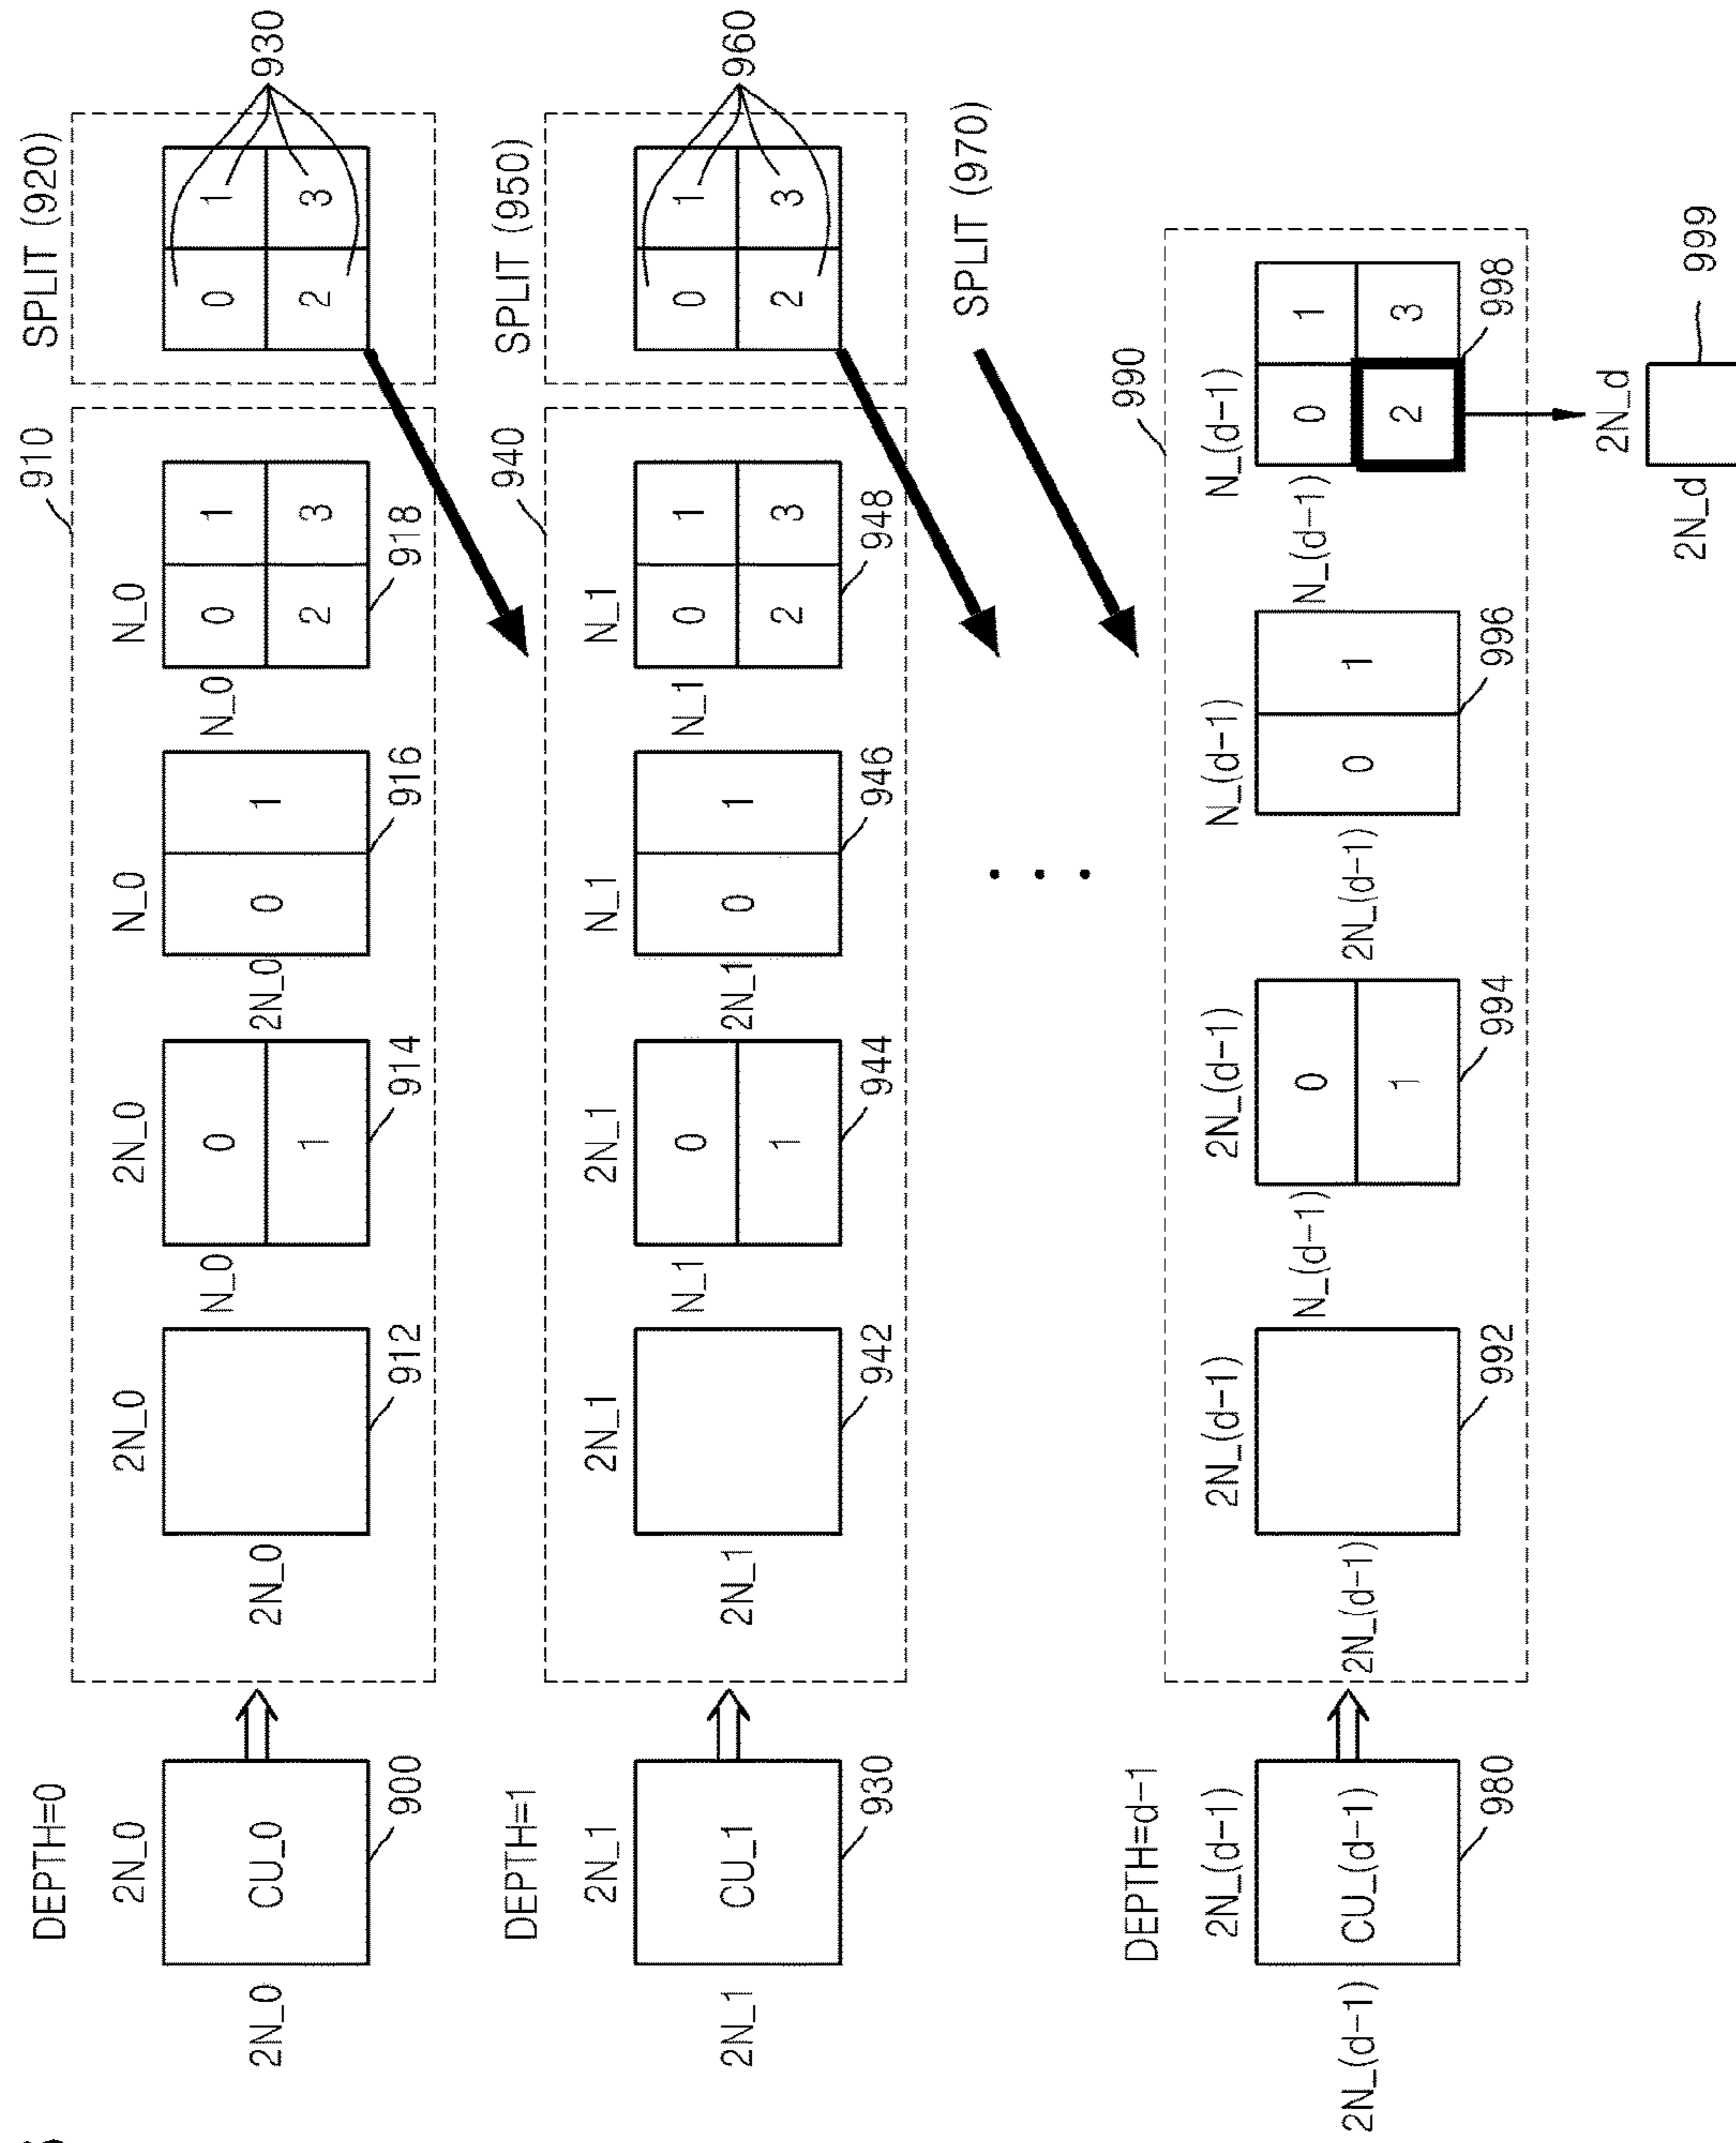 DEPTH=0
SPLIT (920)
910
2N_0
2N_0
2N_0
N_0
N_0
930
2N_0
CU_0
2N_0
N_0
0
1
2N_0
0
1
N_0
0
1
2
3
0
1
2
3
900
912
914
916
918
DEPTH=1
SPLIT (950)
940
2N_1
2N_1
2N_1
N_1
N_1
960
2N_1
CU_1
2N_1
N_1
0
1
2N_1
0
1
N_1
0
1
2
3
0
1
2
3
930
942
944
946
948
SPLIT (970)
DEPTH=d-1
990
2N_(d-1)
2N_(d-1)
2N_(d-1)
N_(d-1)
N_(d-1)
2N_(d-1)
CU_(d-1)
2N_(d-1)
N_(d-1)
0
1
2N_(d-1)
0
1
N_(d-1)
0
1
2
3
980
992
994
996
998
2N_d
2N_d
999